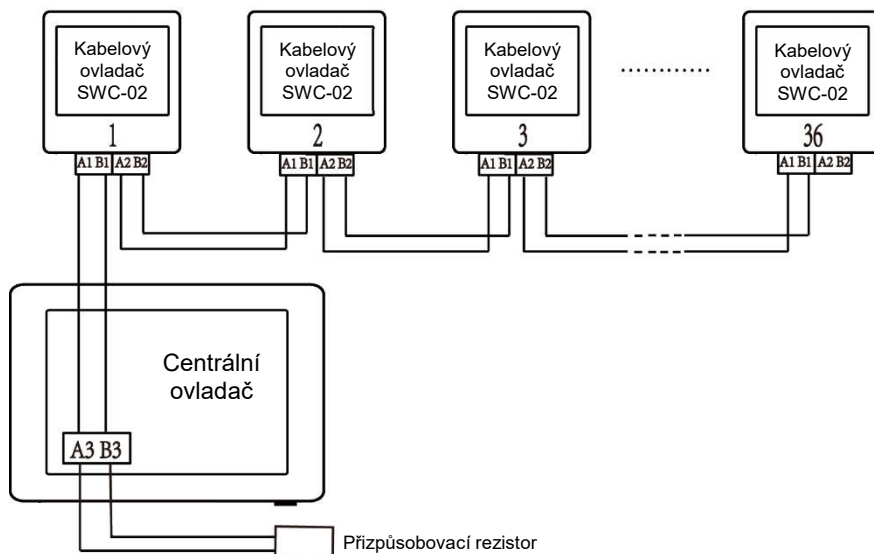 Kabelový
ovladač
SWC-02
1
A1 B1 A2 B2
Kabelový
ovladač
SWC-02
2
A1 B1 A2 B2
Kabelový
ovladač
SWC-02
3
A1 B1 A2 B2
Kabelový
ovladač
SWC-02
36
A1 B1 A2 B2
Centrální
ovladač
A3 B3
Přizpůsobovací rezistor